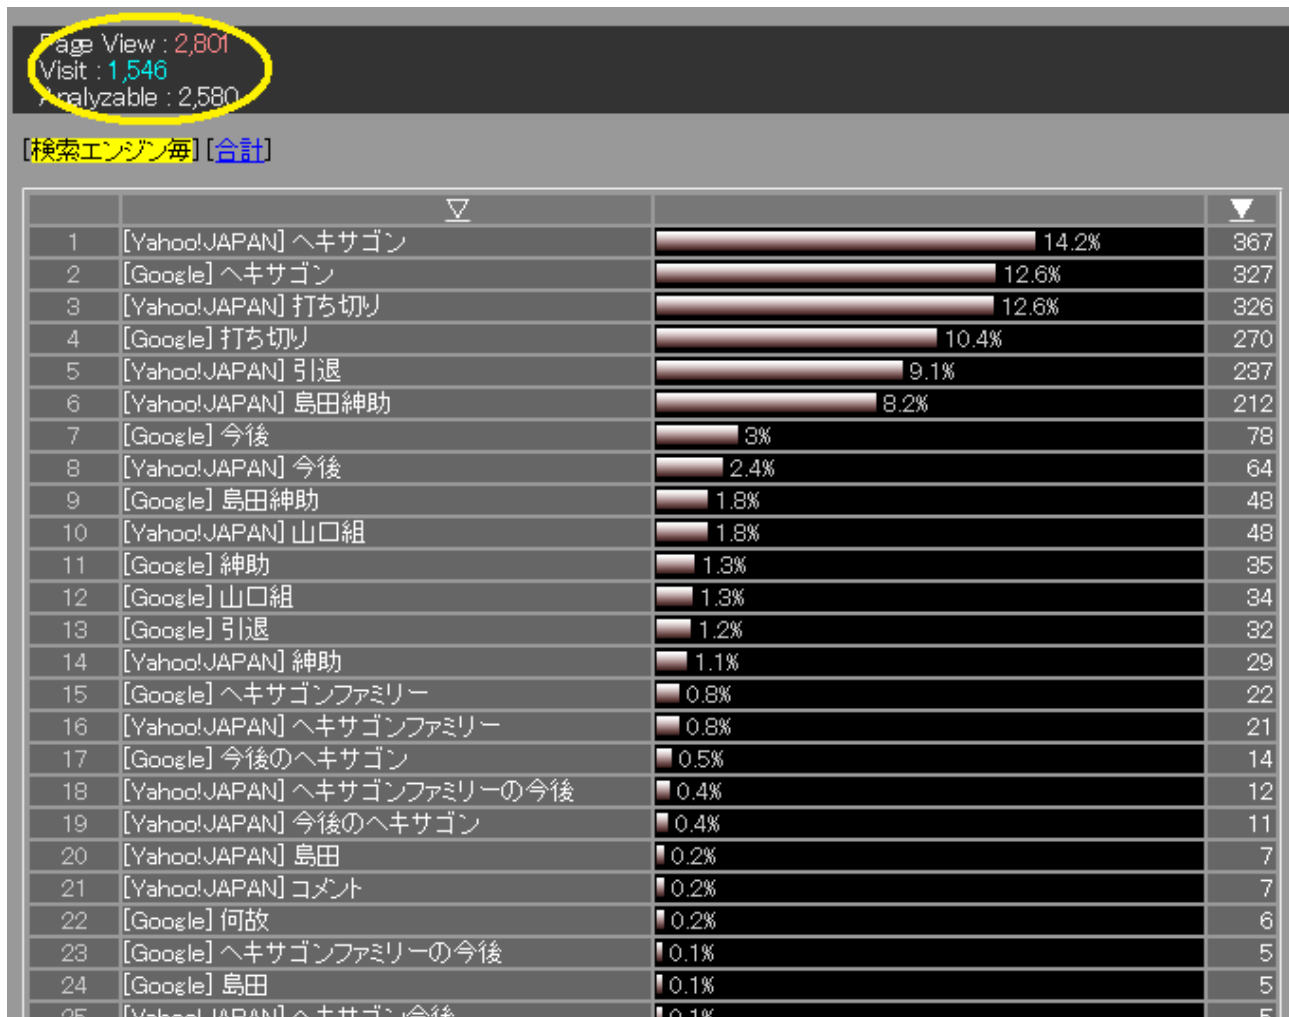 Page View : 2,801
Visit : 1,546
Analyzable : 2,580
[検索エンジン毎] [合計]
▽ ▼
1 [Yahoo!JAPAN] ヘキサゴン 14.2% 367
2 [Google] ヘキサゴン 12.6% 327
3 [Yahoo!JAPAN] 打ち切り 12.6% 326
4 [Google] 打ち切り 10.4% 270
5 [Yahoo!JAPAN] 引退 9.1% 237
6 [Yahoo!JAPAN] 島田紳助 8.2% 212
7 [Google] 今後 3% 78
8 [Yahoo!JAPAN] 今後 2.4% 64
9 [Google] 島田紳助 1.8% 48
10 [Yahoo!JAPAN] 山口組 1.8% 48
11 [Google] 紳助 1.3% 35
12 [Google] 山口組 1.3% 34
13 [Google] 引退 1.2% 32
14 [Yahoo!JAPAN] 紳助 1.1% 29
15 [Google] ヘキサゴンファミリー 0.8% 22
16 [Yahoo!JAPAN] ヘキサゴンファミリー 0.8% 21
17 [Google] 今後のヘキサゴン 0.5% 14
18 [Yahoo!JAPAN] ヘキサゴンファミリーの今後 0.4% 12
19 [Yahoo!JAPAN] 今後のヘキサゴン 0.4% 11
20 [Yahoo!JAPAN] 島田 0.2% 7
21 [Yahoo!JAPAN] コメント 0.2% 7
22 [Google] 何故 0.2% 6
23 [Google] ヘキサゴンファミリーの今後 0.1% 5
24 [Google] 島田 0.1% 5
25 [Yahoo!JAPAN] ヘキサゴン今後 0.1% 5